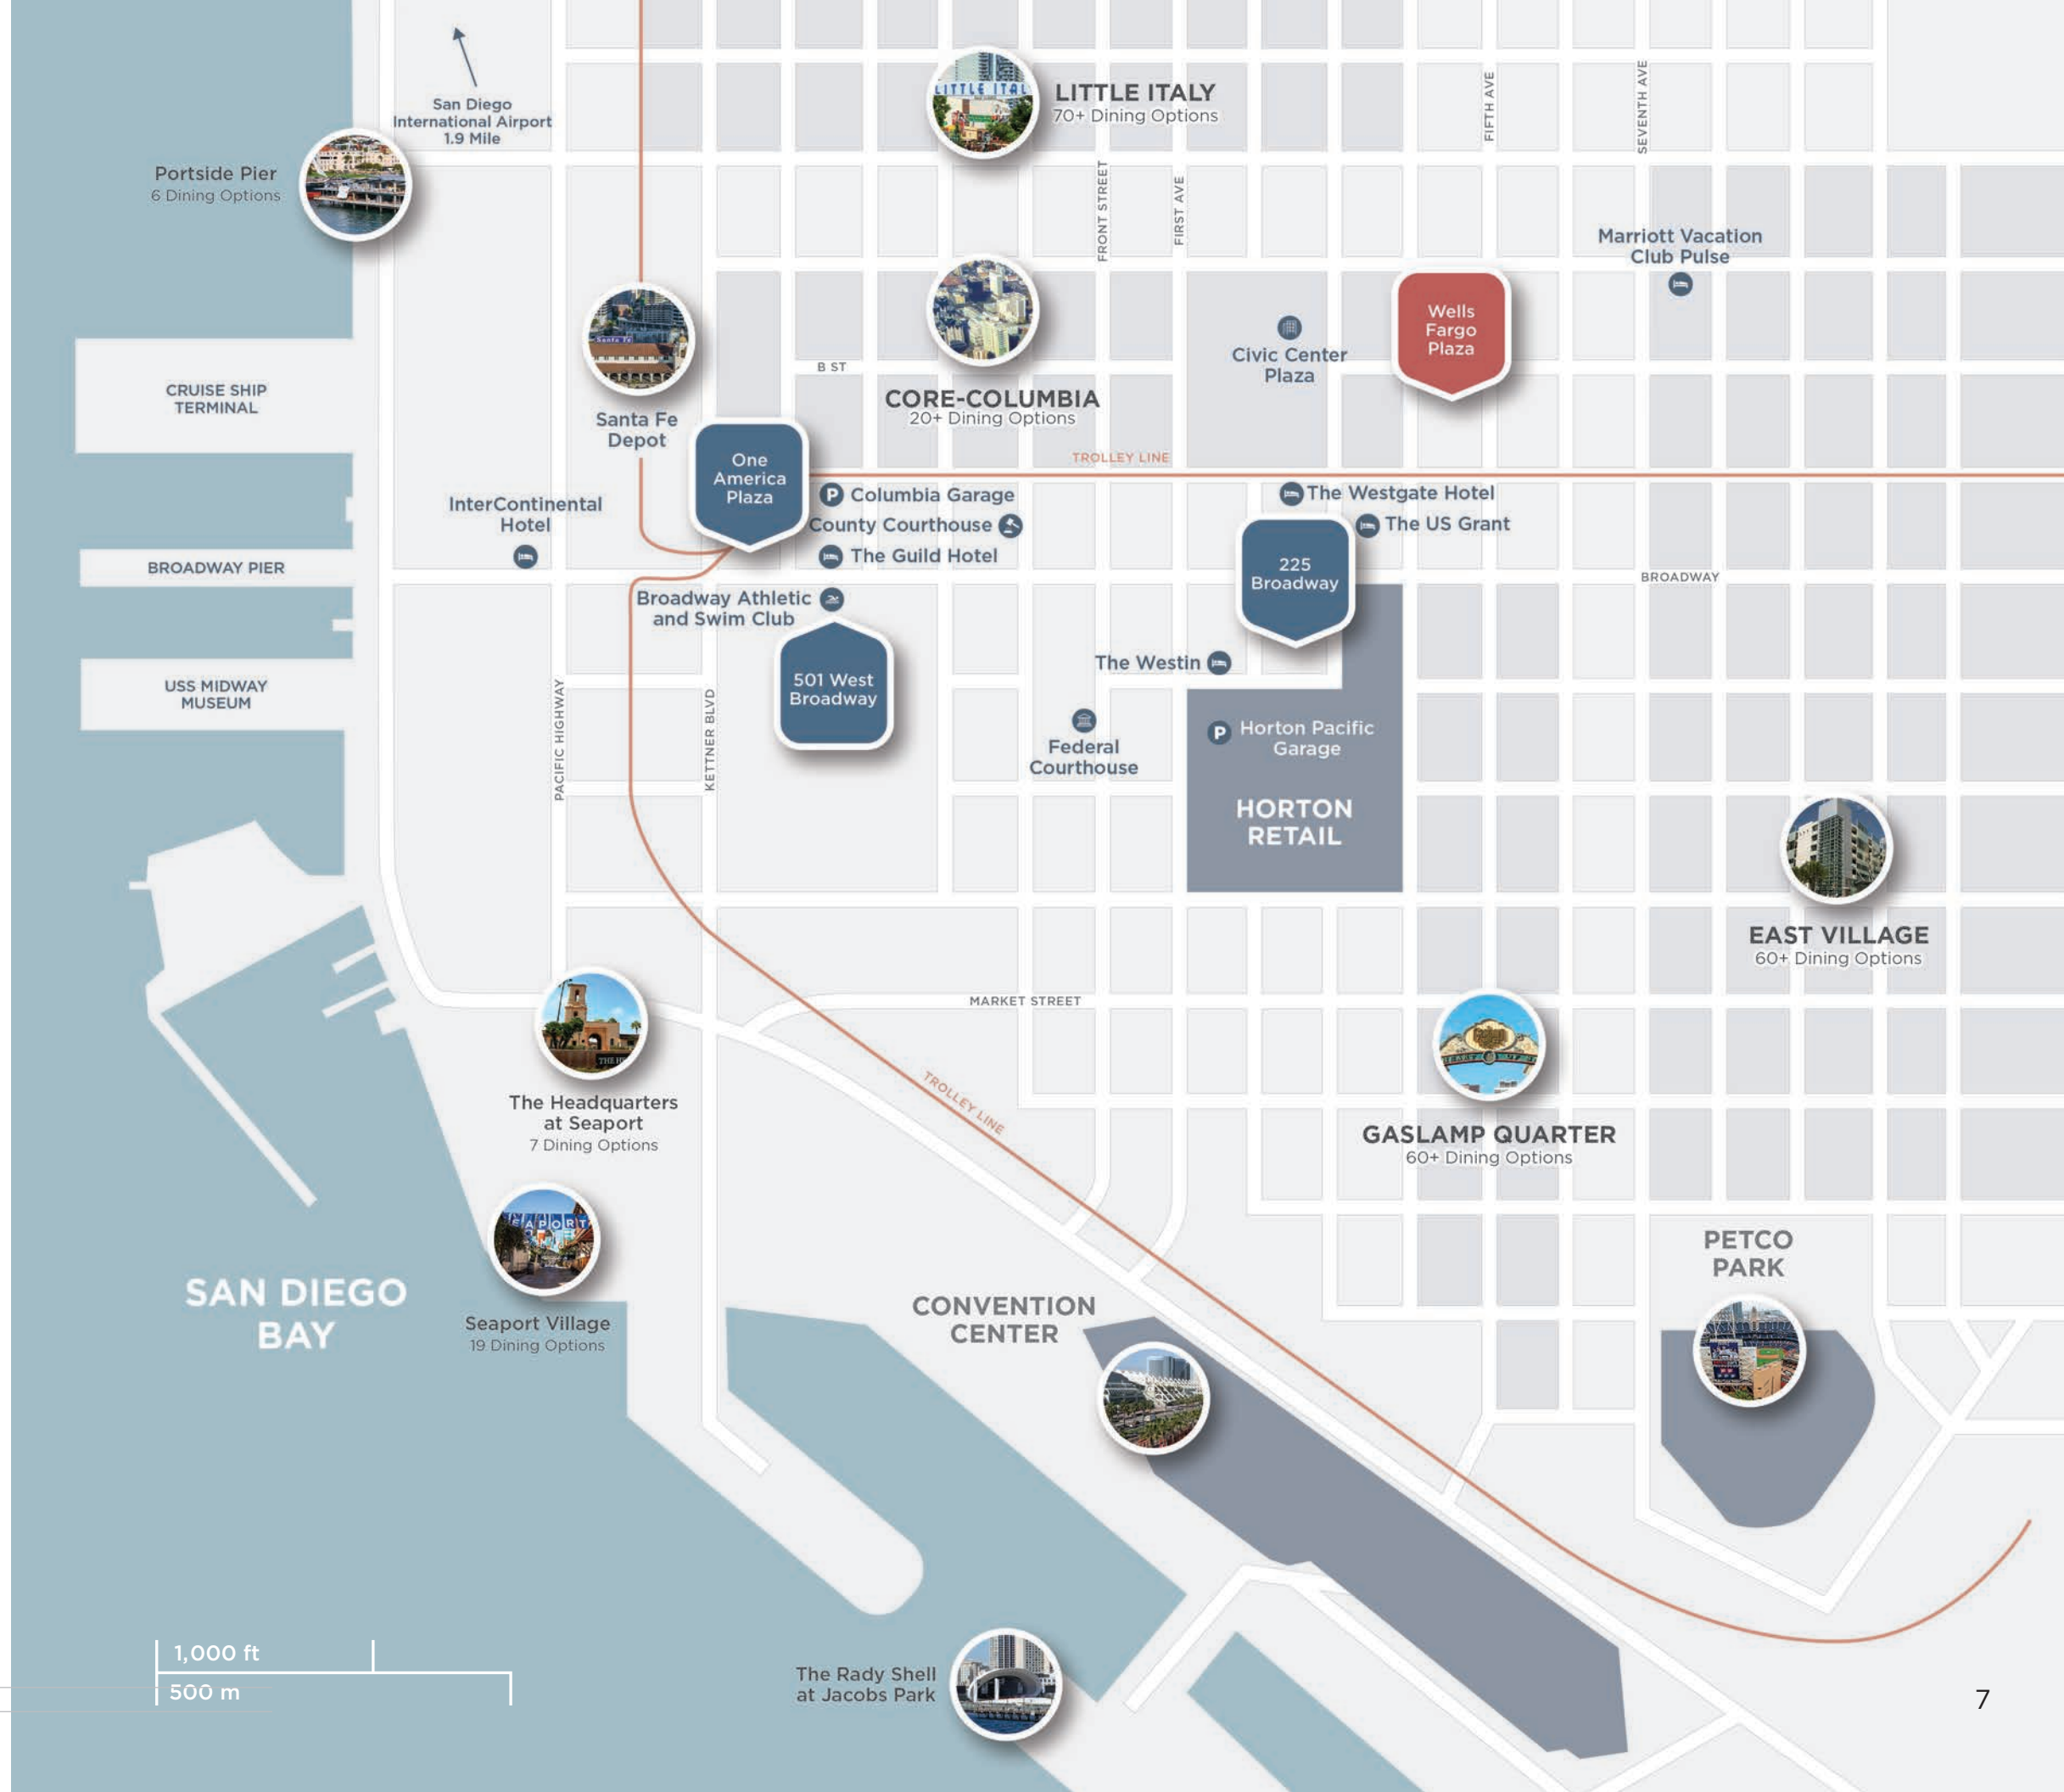 San Diego
International Airport
1.9 Mile
LITTLE ITAL
LITTLE ITALY
70+ Dining Options
FIFTH AVE
SEVENTH AVE
Portside Pier
6 Dining Options
FRONT STREET
FIRST AVE
Marriott Vacation
Club Pulse
Wells
Fargo
Plaza
Santa Fe
Civic Center
Plaza
B ST
CRUISE SHIP
TERMINAL
CORE-COLUMBIA
20+ Dining Options
Santa Fe
Depot
One
America
Plaza
TROLLEY LINE
InterContinental
Hotel
P Columbia Garage
County Courthouse
The Guild Hotel
The Westgate Hotel
The US Grant
225
Broadway
BROADWAY PIER
BROADWAY
Broadway Athletic
and Swim Club
501 West
Broadway
The Westin
USS MIDWAY
MUSEUM
PACIFIC HIGHWAY
KETTNER BLVD
Federal
Courthouse
P Horton Pacific
Garage
HORTON
RETAIL
EAST VILLAGE
60+ Dining Options
MARKET STREET
THE H
The Headquarters
at Seaport
7 Dining Options
TROLLEY LINE
GASLAMP QUARTER
60+ Dining Options
EAPORT
SAN DIEGO
BAY
Seaport Village
19 Dining Options
CONVENTION
CENTER
PETCO
PARK
1,000 ft
500 m
The Rady Shell
at Jacobs Park
7